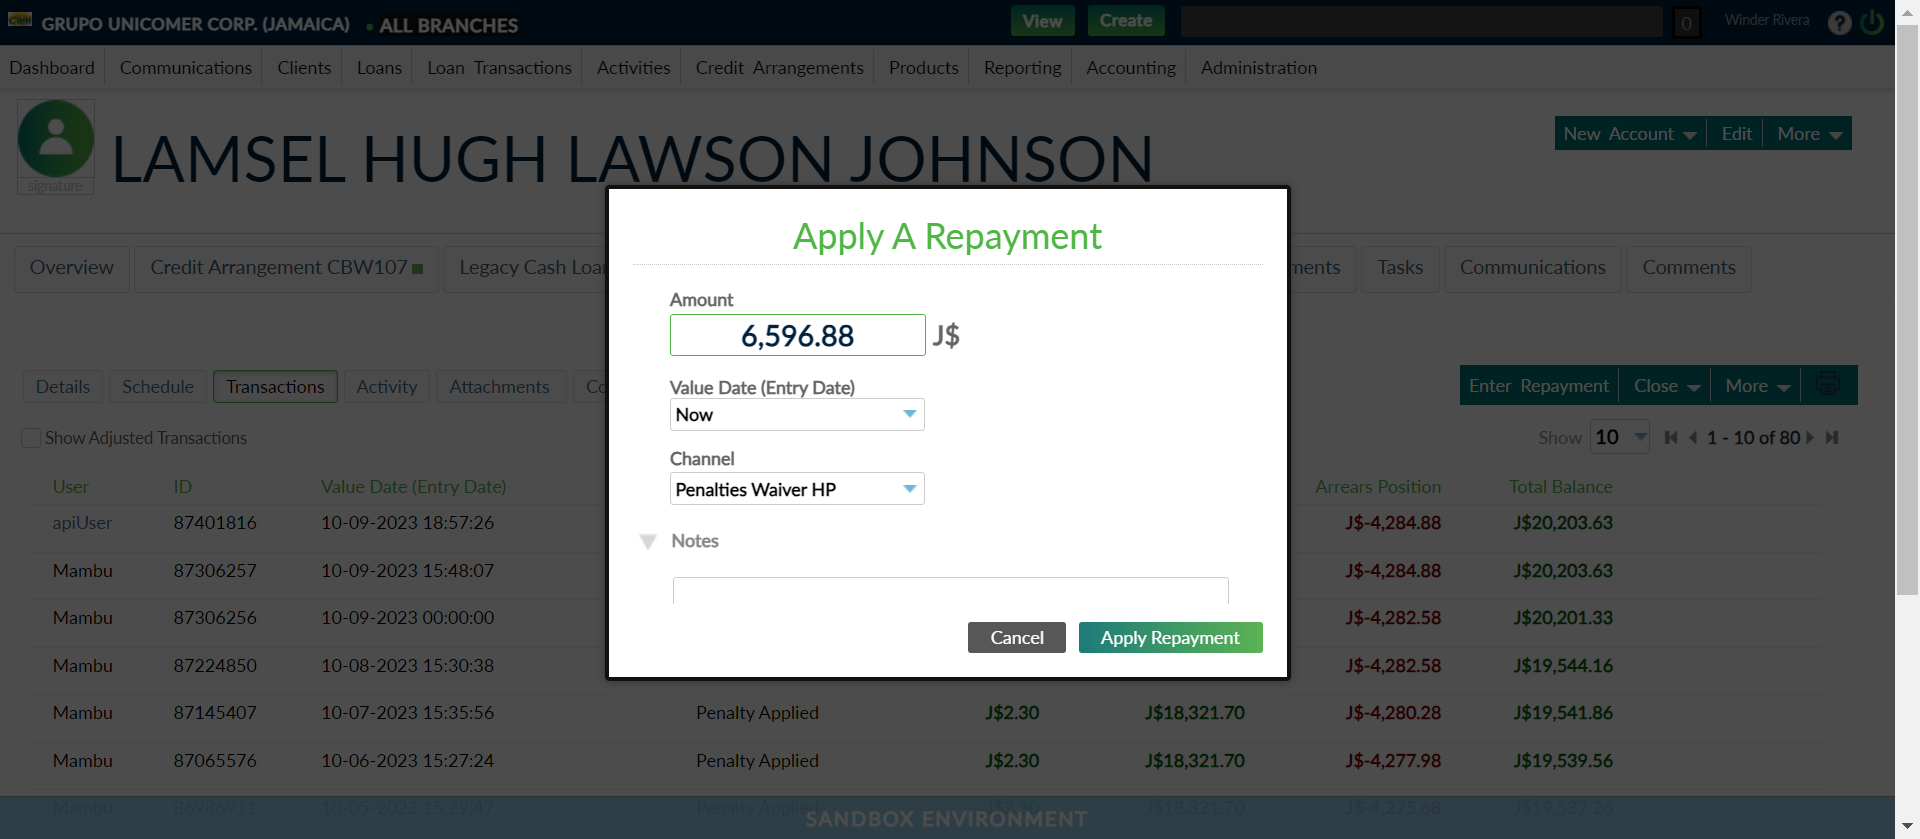 GRUPO UNICOMER CORP. (JAMAICA) ALL BRANCHES View Create 0 Winder Rivera ?
Dashboard Communications Clients Loans Loan Transactions Activities Credit Arrangements Products Reporting Accounting Administration
LAMSEL HUGH LAWSON JOHNSON
signature
New Account Edit More
Apply A Repayment
Overview Credit Arrangement CBW107 Legacy Cash Tasks Communications Comments
Amount
6,596.88 J$
Details Schedule Transactions Activity Attachments
Value Date (Entry Date)
Enter Repayment Close More
Now
Show Adjusted Transactions
Show 10 1 - 10 of 80
Channel
Penalties Waiver HP
User ID Value Date (Entry Date) Arrears Position Total Balance
apiUser 87401816 10-09-2023 18:57:26 J$-4,284.88 J$20,203.63
Notes
Mambu 87306257 10-09-2023 15:48:07 J$-4,284.88 J$20,203.63
Mambu 87306256 10-09-2023 00:00:00 J$-4,282.58 J$20,201.33
Cancel Apply Repayment
Mambu 87224850 10-08-2023 15:30:38 J$-4,282.58 J$19,544.16
Mambu 87145407 10-07-2023 15:35:56 Penalty Applied J$2.30 J$18,321.70 J$-4,280.28 J$19,541.86
Mambu 87065576 10-06-2023 15:27:24 Penalty Applied J$2.30 J$18,321.70 J$-4,277.98 J$19,539.56
Mambu 86986911 10-05-2023 15:29:47 Penalty Applied J$2.30 J$18,321.70 J$-4,275.68 J$19,537.26
SANDBOX ENVIRONMENT